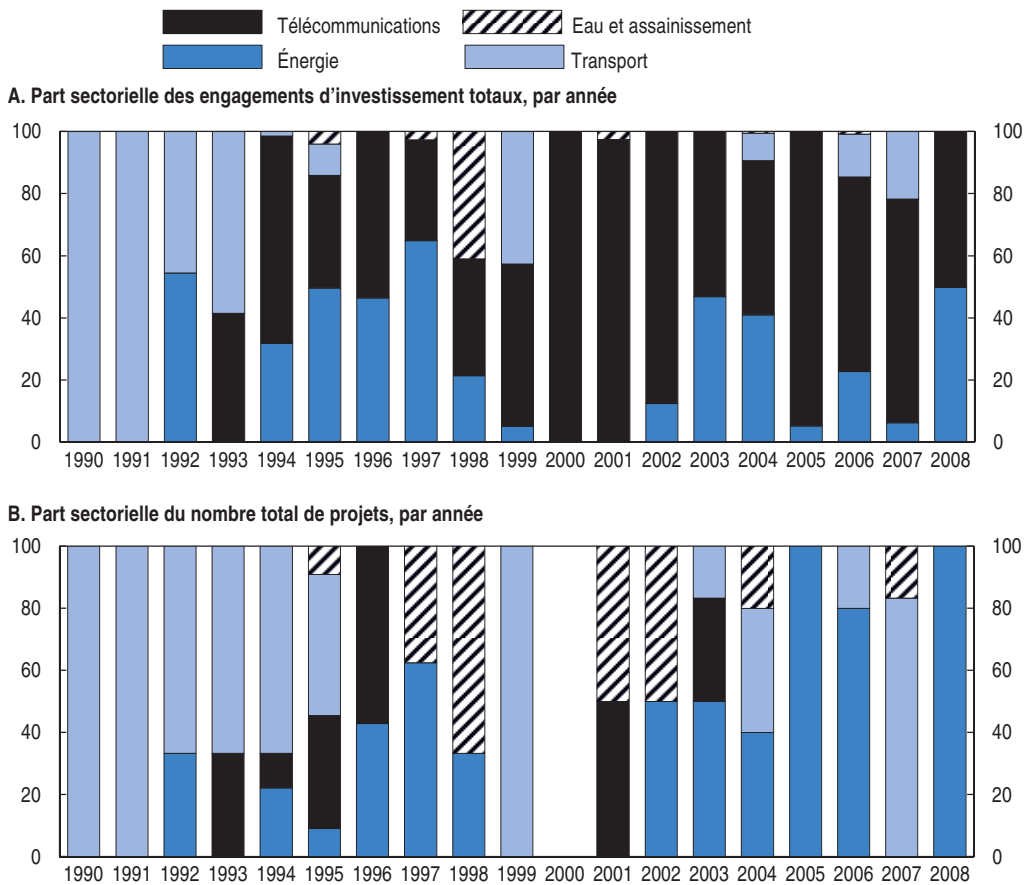 Télécommunications Eau et assainissement
Énergie Transport
A. Part sectorielle des engagements d'investissement totaux, par année
100 100
80 80
60 60
40 40
20 20
0 0
1990 1991 1992 1993 1994 1995 1996 1997 1998 1999 2000 2001 2002 2003 2004 2005 2006 2007 2008
B. Part sectorielle du nombre total de projets, par année
100 100
80 80
60 60
40 40
20 20
0 0
1990 1991 1992 1993 1994 1995 1996 1997 1998 1999 2000 2001 2002 2003 2004 2005 2006 2007 2008